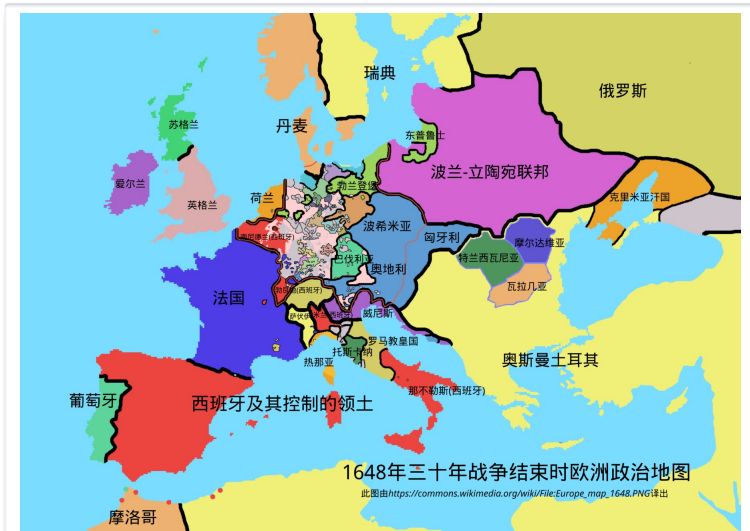 瑞典
俄罗斯
苏格兰
丹麦
东普鲁士
波兰-立陶宛联邦
爱尔兰
勃兰登堡
荷兰
英格兰
克里米亚汗国
波希米亚
匈牙利
摩尔达维亚
特兰西瓦尼亚
巴伐利亚
奥地利
瓦拉几亚
法国
萨伏伊
米兰(西班牙)
威尼斯
罗马教皇国
托斯卡纳
热那亚
奥斯曼土耳其
那不勒斯(西班牙)
葡萄牙
西班牙及其控制的领土
1648年三十年战争结束时欧洲政治地图
此图由https://commons.wikimedia.org/wiki/File:Europe_map_1648.PNG译出
摩洛哥